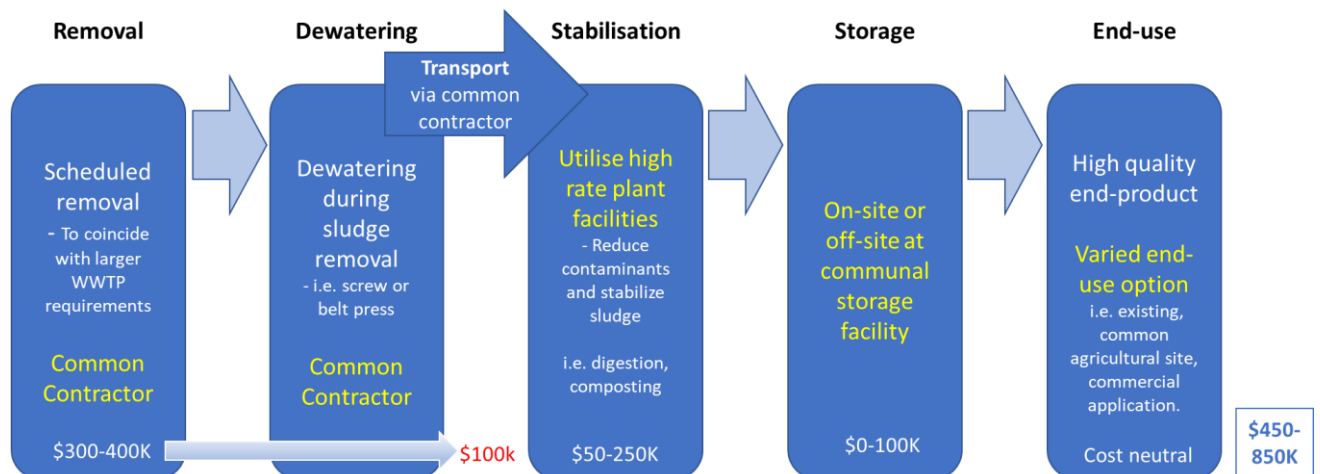 Removal
Dewatering
Stabilisation
Storage
End-use
Scheduled
removal
- To coincide
with larger
WWTP
requirements
Common
Contractor
$300-400K
Dewatering
during
sludge
removal
- i.e. screw or
belt press
Common
Contractor
Transport
via common
contractor
$100k
Utilise high
rate plant
facilities
- Reduce
contaminants
and stabilize
sludge
i.e. digestion,
composting
$50-250K
On-site or
off-site at
communal
storage
facility
$0-100K
High quality
end-product
Varied end-
use option
i.e. existing,
common
agricultural site,
commercial
application.
Cost neutral
$450-
850K